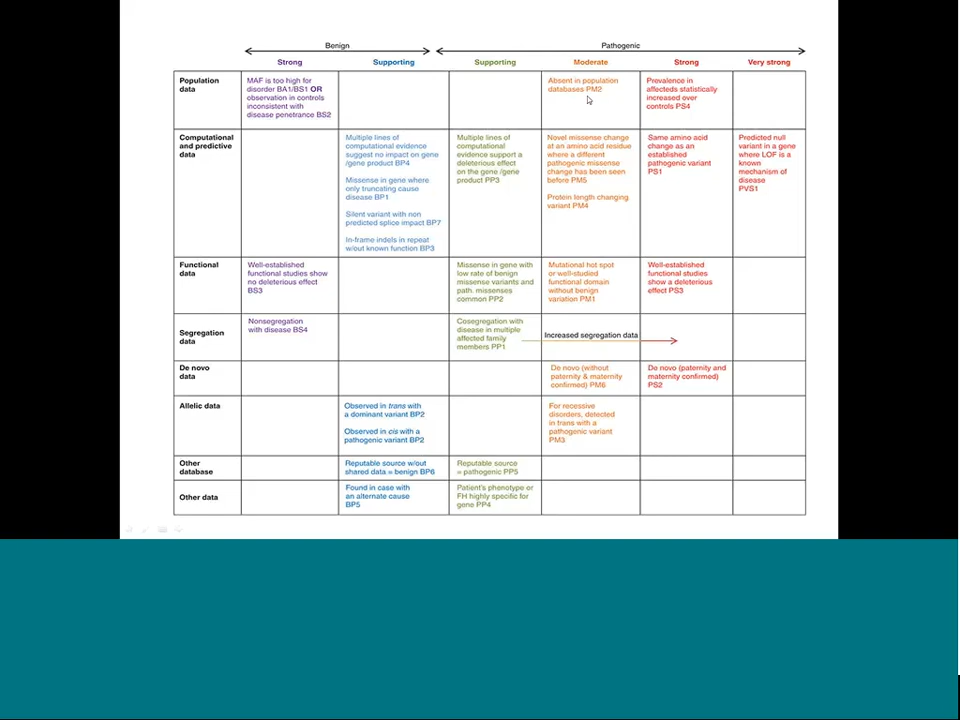 Benign
Pathogenic
Strong
Supporting
Supporting
Moderate
Strong
Very strong
Population
data
MAF is too high for
disorder BA1/BS1 OR
observation in controls
inconsistent with
disease penetrance BS2
Absent in population
databases PM2
Prevalence in
affecteds statistically
increased over
controls PS4
Computational
and predictive
data
Multiple lines of
computational evidence
suggest no impact on gene
/gene product BP4
Missense in gene where
only truncating cause
disease BP1
Silent variant with non
predicted splice impact BP7
In-frame indels in repeat
w/out known function BP3
Multiple lines of
computational
evidence support a
deleterious effect
on the gene /gene
product PP3
Novel missense change
at an amino acid residue
where a different
pathogenic missense
change has been seen
before PM5
Protein length changing
variant PM4
Same amino acid
change as an
established
pathogenic variant
PS1
Predicted null
variant in a gene
where LOF is a
known
mechanism of
disease
PVS1
Functional
data
Well-established
functional studies show
no deleterious effect
BS3
Missense in gene with
low rate of benign
missense variants and
path. missenses
common PP2
Mutational hot spot
or well-studied
functional domain
without benign
variation PM1
Well-established
functional studies
show a deleterious
effect PS3
Segregation
data
Nonsegregation
with disease BS4
Cosegregation with
disease in multiple
affected family
members PP1
Increased segregation data
De novo
data
De novo (without
paternity & maternity
confirmed) PM6
De novo (paternity and
maternity confirmed)
PS2
Allelic data
Observed in trans with
a dominant variant BP2
Observed in cis with a
pathogenic variant BP2
For recessive
disorders, detected
in trans with a
pathogenic variant
PM3
Other
database
Reputable source w/out
shared data = benign BP6
Reputable source
= pathogenic PP5
Other data
Found in case with
an alternate cause
BP5
Patient's phenotype or
FH highly specific for
gene PP4